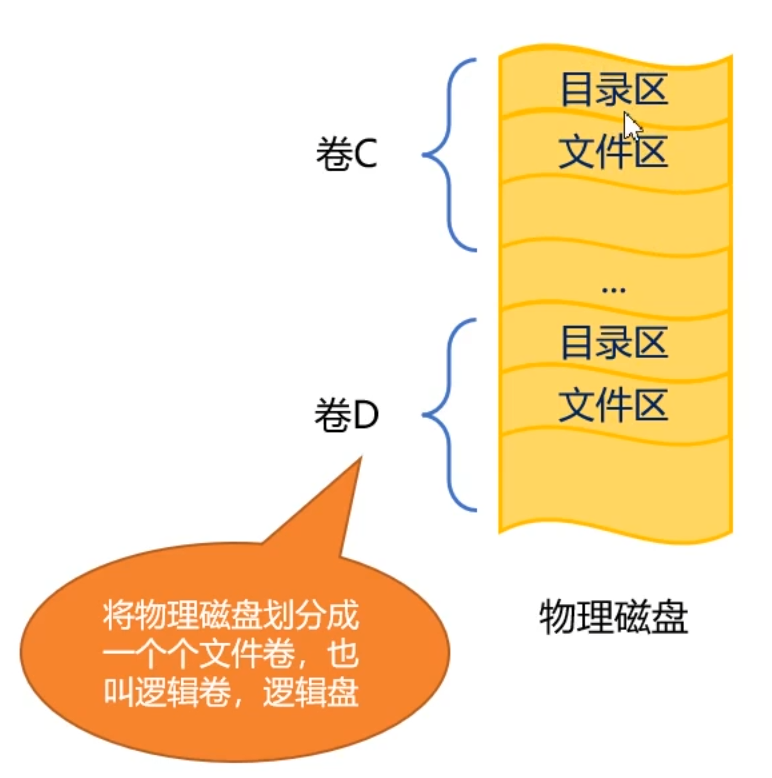 目录区
卷C
文件区
...
目录区
卷D
文件区
将物理磁盘划分成
一个个文件卷，也
叫逻辑卷，逻辑盘
物理磁盘